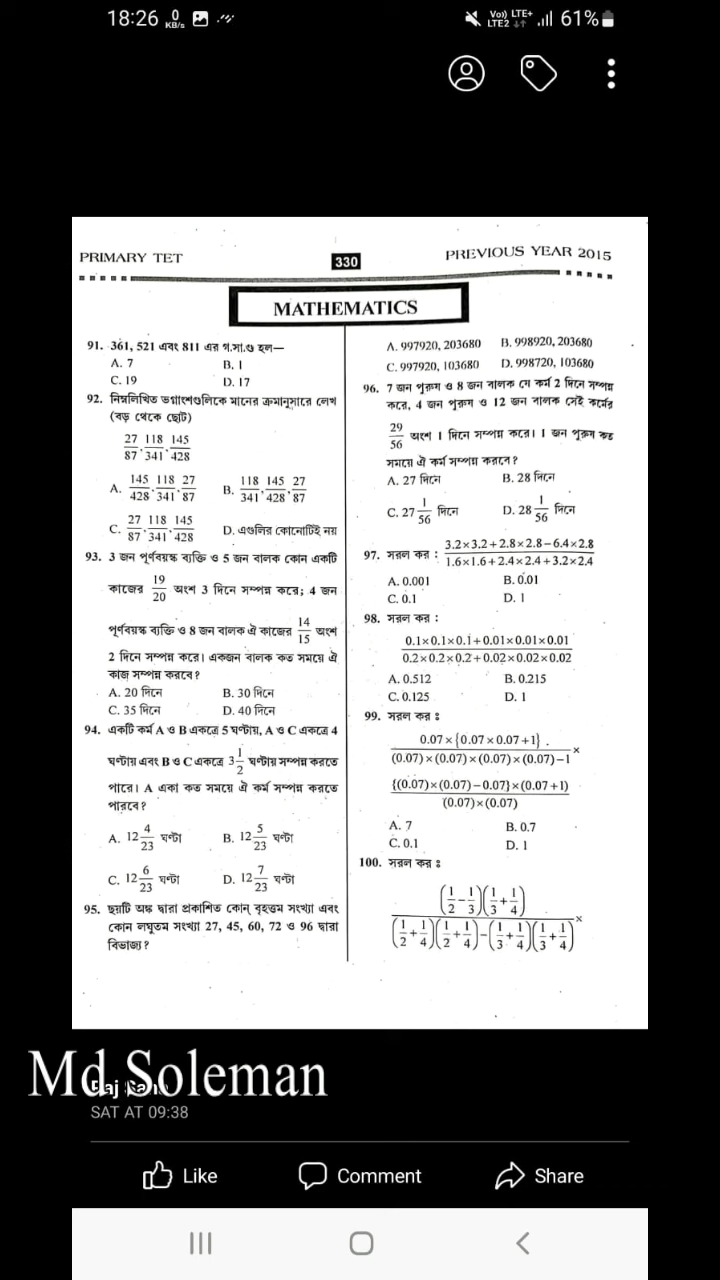 18:26 0 KB/s Vo)) LTE+ LTE2 61%
PRIMARY TET
330
PREVIOUS YEAR 2015
MATHEMATICS
91. 361, 521 এবং 811 এর গ.সা.গু হল—
A. 7 B. 1
C. 19 D. 17
92. নিম্নলিখিত ভগ্নাংশগুলিকে মানের ক্রমানুসারে লেখ
(বড় থেকে ছোট)
27/87, 118/341, 145/428
A. 145/428, 118/341, 27/87 B. 118/341, 145/428, 27/87
C. 27/87, 118/341, 145/428 D. এগুলির কোনোটিই নয়
93. 3 জন পূর্ণবয়স্ক ব্যক্তি ও 5 জন বালক কোন একটি
কাজের 19/20 অংশ 3 দিনে সম্পন্ন করে; 4 জন
পূর্ণবয়স্ক ব্যক্তি ও 8 জন বালক ঐ কাজের 14/15 অংশ
2 দিনে সম্পন্ন করে। একজন বালক কত সময়ে ঐ
কাজ সম্পন্ন করবে?
A. 20 দিনে B. 30 দিনে
C. 35 দিনে D. 40 দিনে
94. একটি কর্ম A ও B একত্রে 5 ঘণ্টায়, A ও C একত্রে 4
ঘণ্টায় এবং B ও C একত্রে 3 1/2 ঘণ্টায় সম্পন্ন করতে
পারে। A একা কত সময়ে ঐ কর্ম সম্পন্ন করতে
পারবে?
A. 12 4/23 ঘণ্টা B. 12 5/23 ঘণ্টা
C. 12 6/23 ঘণ্টা D. 12 7/23 ঘণ্টা
95. ছয়টি অঙ্ক দ্বারা প্রকাশিত কোন্ বৃহত্তম সংখ্যা এবং
কোন লঘুতম সংখ্যা 27, 45, 60, 72 ও 96 দ্বারা
বিভাজ্য?
A. 997920, 203680 B. 998920, 203680
C. 997920, 103680 D. 998720, 103680
96. 7 জন পুরুষ ও 8 জন বালক যে কর্ম 2 দিনে সম্পন্ন
করে, 4 জন পুরুষ ও 12 জন বালক সেই কর্মের
29/56 অংশ 1 দিনে সম্পন্ন করে। 1 জন পুরুষ কত
সময়ে ঐ কর্ম সম্পন্ন করবে?
A. 27 দিনে B. 28 দিনে
C. 27 1/56 দিনে D. 28 1/56 দিনে
97. সরল কর : (3.2×3.2+2.8×2.8−6.4×2.8)/(1.6×1.6+2.4×2.4+3.2×2.4)
A. 0.001 B. 0.01
C. 0.1 D. 1
98. সরল কর :
(0.1×0.1×0.1+0.01×0.01×0.01)/(0.2×0.2×0.2+0.02×0.02×0.02)
A. 0.512 B. 0.215
C. 0.125 D. 1
99. সরল কর ঃ
0.07×{0.07×0.07+1}/((0.07)×(0.07)×(0.07)×(0.07)−1) ×
{(0.07)×(0.07)−0.07}×(0.07+1)/((0.07)×(0.07))
A. 7 B. 0.7
C. 0.1 D. 1
100. সরল কর ঃ
(1/2−1/3)(1/3+1/4)/((1/2+1/4)(1/2+1/4)−(1/3+1/4)(1/3+1/4)) ×
Md Soleman
SAT AT 09:38
Like Comment Share